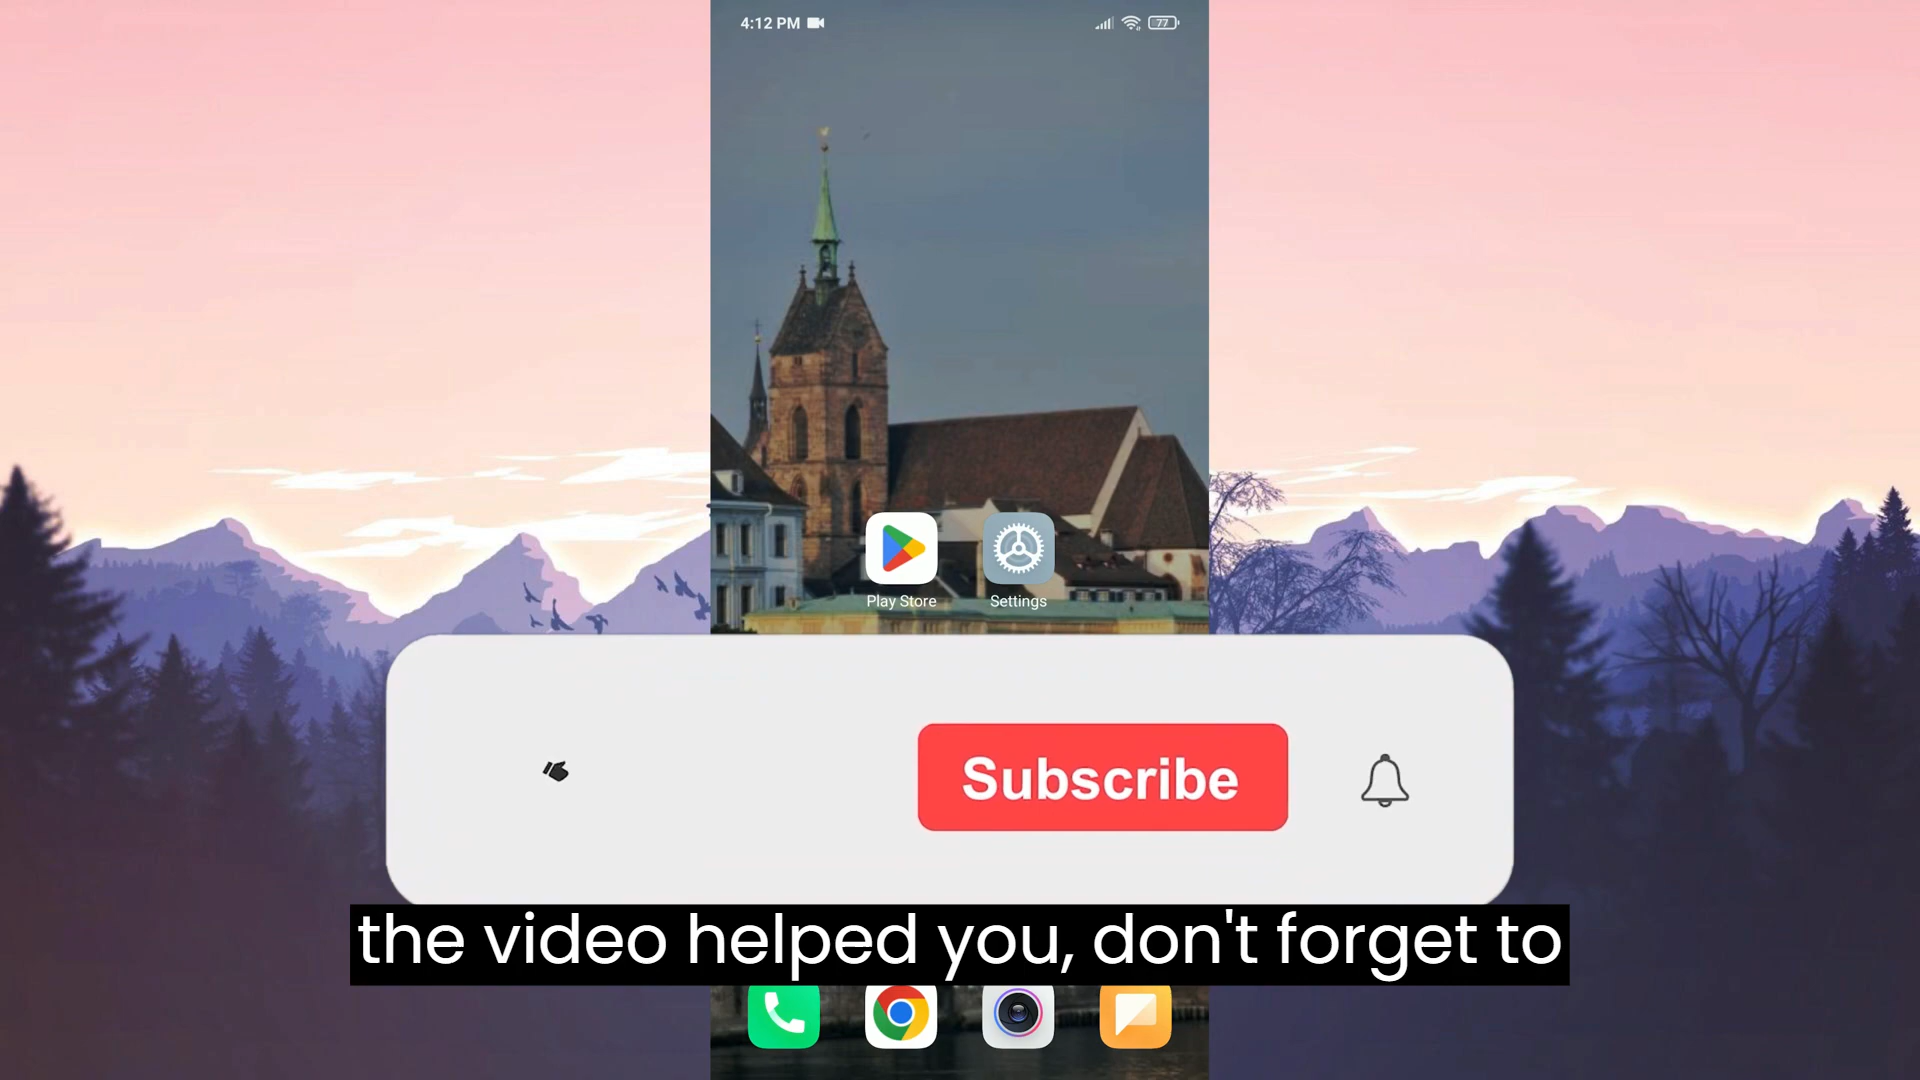 4:12 PM
77
Play Store
Settings
Subscribe
the video helped you, don't forget to